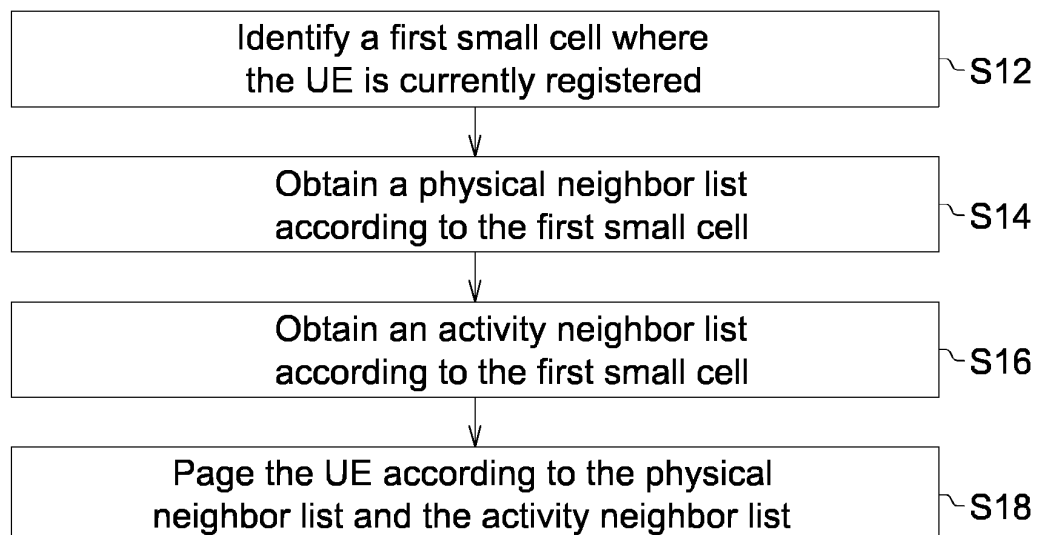 Identify a first small cell where
the UE is currently registered
S12
Obtain a physical neighbor list
according to the first small cell
S14
Obtain an activity neighbor list
according to the first small cell
S16
Page the UE according to the physical
neighbor list and the activity neighbor list
S18